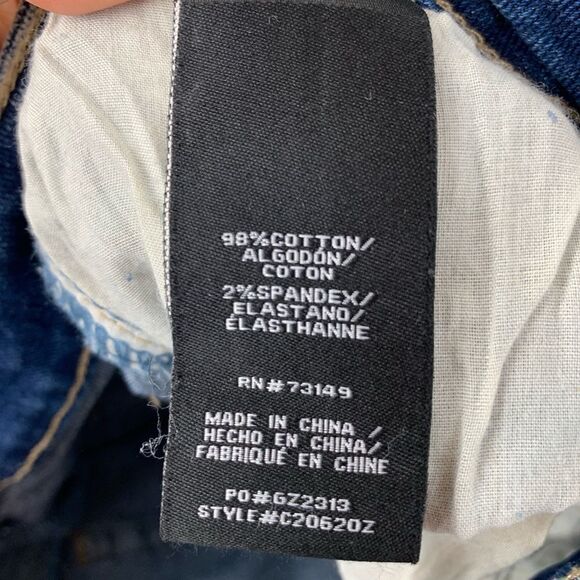 98%COTTON/
ALGODÓN/
COTON
2%SPANDEX/
ELASTANO/
ÉLASTHANNE
RN#73149
MADE IN CHINA /
HECHO EN CHINA/
FABRIQUÉ EN CHINE
PO#GZ2313
STYLE#C20620Z